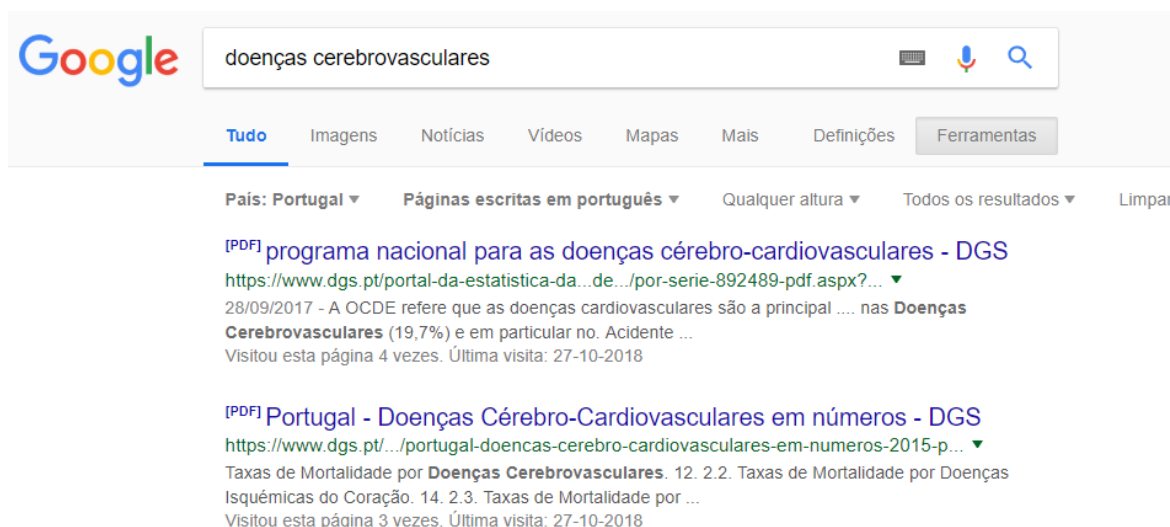 Google
doenças cerebrovasculares
Tudo Imagens Notícias Vídeos Mapas Mais Definições Ferramentas
País: Portugal ▼ Páginas escritas em português ▼ Qualquer altura ▼ Todos os resultados ▼ Limpar
[PDF] programa nacional para as doenças cérebro-cardiovasculares - DGS
https://www.dgs.pt/portal-da-estatistica-da...de.../por-serie-892489-pdf.aspx?... ▼
28/09/2017 - A OCDE refere que as doenças cardiovasculares são a principal .... nas Doenças
Cerebrovasculares (19,7%) e em particular no. Acidente ...
Visitou esta página 4 vezes. Última visita: 27-10-2018
[PDF] Portugal - Doenças Cérebro-Cardiovasculares em números - DGS
https://www.dgs.pt/.../portugal-doencas-cerebro-cardiovasculares-em-numeros-2015-p... ▼
Taxas de Mortalidade por Doenças Cerebrovasculares. 12. 2.2. Taxas de Mortalidade por Doenças
Isquémicas do Coração. 14. 2.3. Taxas de Mortalidade por ...
Visitou esta página 3 vezes. Última visita: 27-10-2018